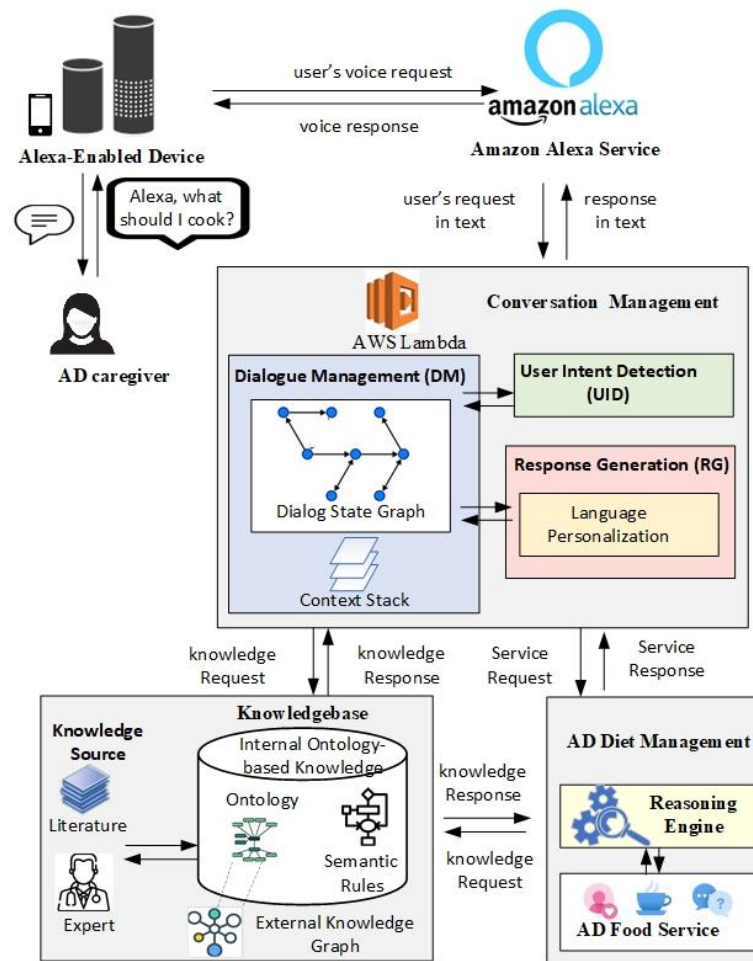 user's voice request
voice response
amazon alexa
Alexa-Enabled Device
Amazon Alexa Service
Alexa, what
should I cook?
user's request
in text
response
in text
AD caregiver
Conversation Management
AWS Lambda
Dialogue Management (DM)
Dialog State Graph
Context Stack
User Intent Detection
(UID)
Response Generation (RG)
Language
Personalization
knowledge
Request
knowledge
Response
Service
Request
Service
Response
Knowledgebase
Knowledge
Source
Literature
Expert
Internal Ontology-
based Knowledge
Ontology
Semantic
Rules
External Knowledge
Graph
knowledge
Response
knowledge
Request
AD Diet Management
Reasoning
Engine
?
AD Food Service